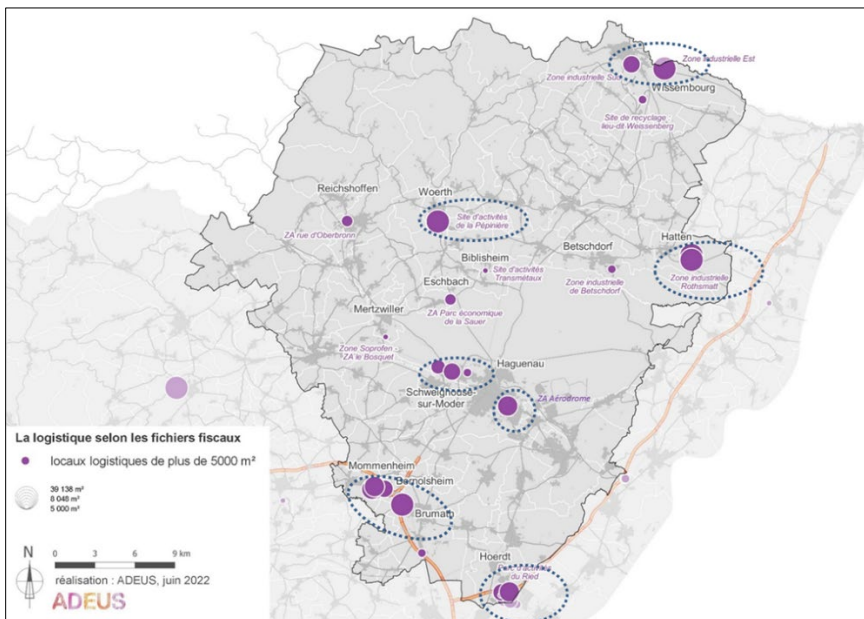 Zone industrielle Est
Zone industrielle Sud
Wissembourg
Site de recyclage
lieu-dit-Weissenberg
Reichshoffen
Woerth
Site d'activités
de la Pépinière
ZA rue d'Oberbronn
Betschdorf
Hatten
Biblisheim
Site d'activités
Transmétaux
Zone industrielle
de Betschdorf
Zone industrielle
Rothsmatt
Eschbach
ZA Parc économique
de la Sauer
Mertzwiller
Zone Soprofen -
ZA le Bosquet
Haguenau
Schweighouse-
sur-Moder
ZA Aérodrome
La logistique selon les fichiers fiscaux
locaux logistiques de plus de 5000 m²
39 138 m²
8 048 m²
5 000 m²
Mommenheim
Bernolsheim
Brumath
Hoerdt
Parc d'activités
du Ried
N
0 3 6 9 km
réalisation : ADEUS, juin 2022
ADEUS